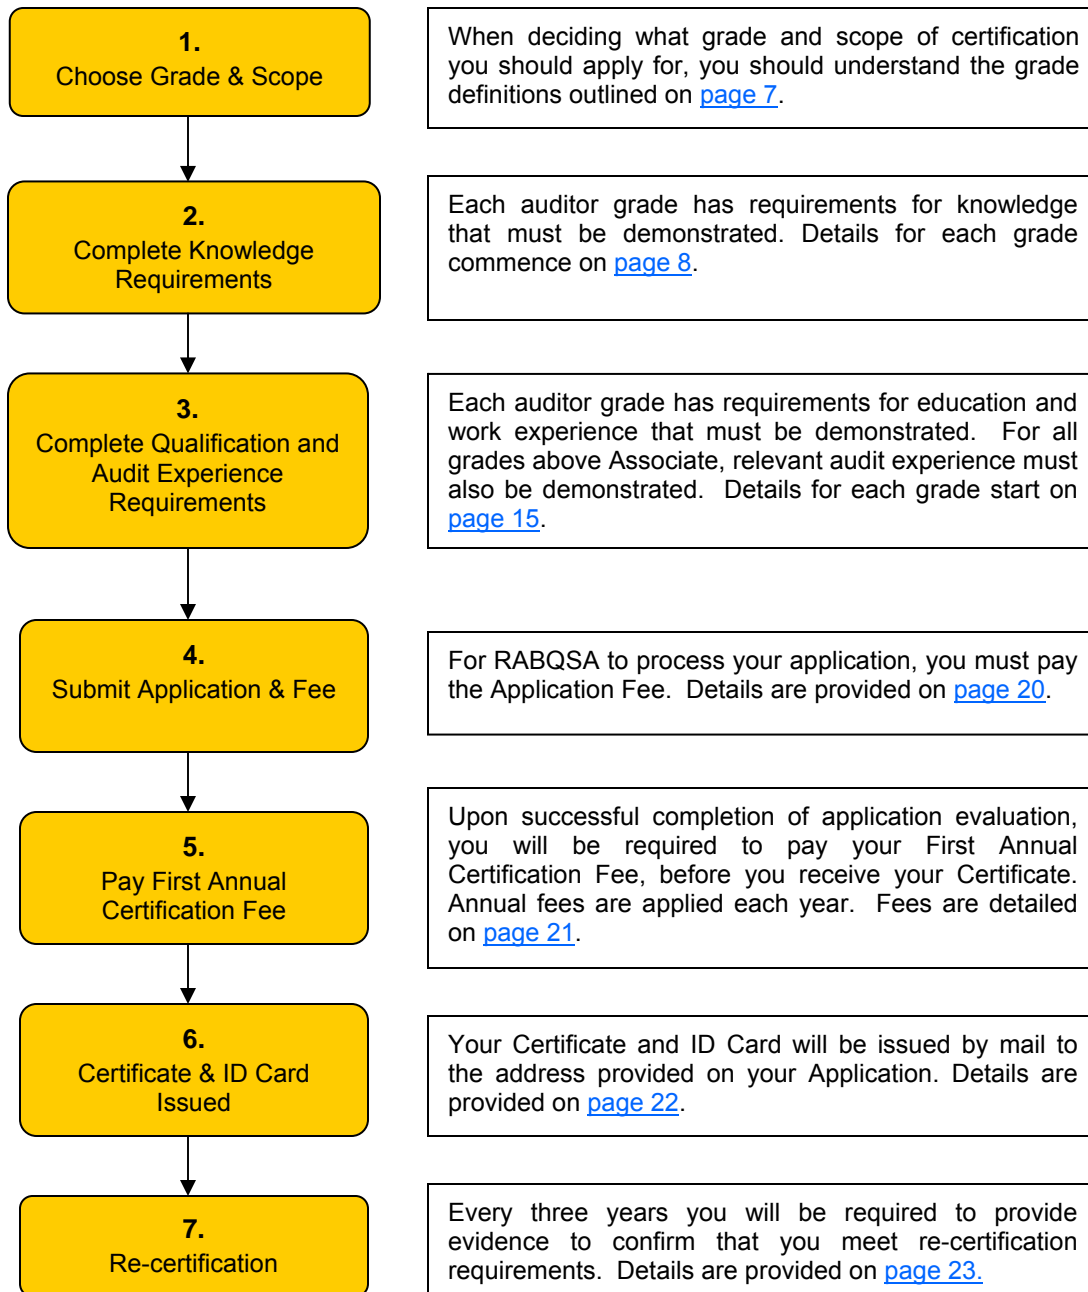 1.
Choose Grade & Scope
When deciding what grade and scope of certification
you should apply for, you should understand the grade
definitions outlined on page 7.
2.
Complete Knowledge
Requirements
Each auditor grade has requirements for knowledge
that must be demonstrated. Details for each grade
commence on page 8.
3.
Complete Qualification and
Audit Experience
Requirements
Each auditor grade has requirements for education and
work experience that must be demonstrated. For all
grades above Associate, relevant audit experience must
also be demonstrated. Details for each grade start on
page 15.
4.
Submit Application & Fee
For RABQSA to process your application, you must pay
the Application Fee. Details are provided on page 20.
5.
Pay First Annual
Certification Fee
Upon successful completion of application evaluation,
you will be required to pay your First Annual
Certification Fee, before you receive your Certificate.
Annual fees are applied each year. Fees are detailed
on page 21.
6.
Certificate & ID Card
Issued
Your Certificate and ID Card will be issued by mail to
the address provided on your Application. Details are
provided on page 22.
7.
Re-certification
Every three years you will be required to provide
evidence to confirm that you meet re-certification
requirements. Details are provided on page 23.